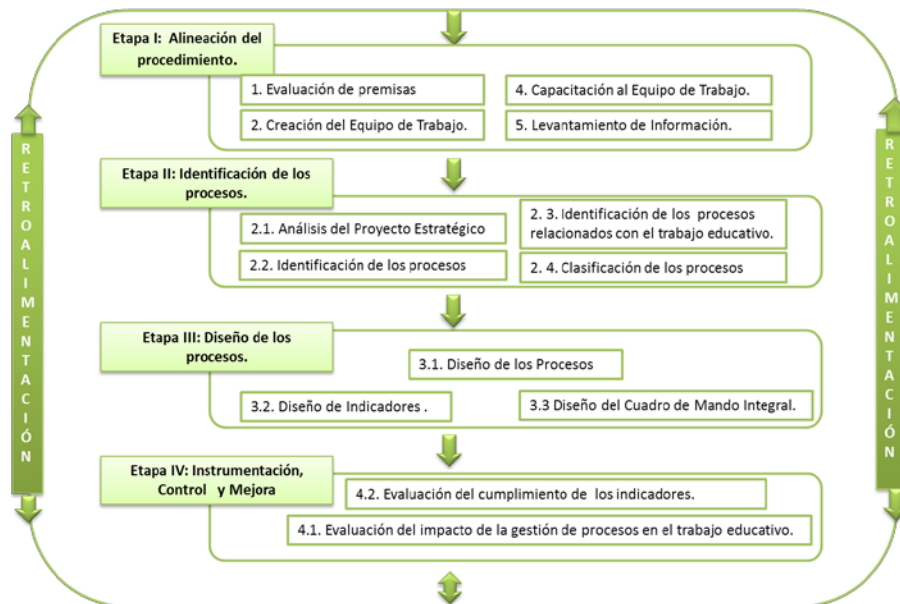 Etapa I: Alineación del
procedimiento.
1. Evaluación de premisas
2. Creación del Equipo de Trabajo.
4. Capacitación al Equipo de Trabajo.
5. Levantamiento de Información.
Etapa II: Identificación de los
procesos.
2.1. Análisis del Proyecto Estratégico
2.2. Identificación de los procesos
2. 3. Identificación de los procesos
relacionados con el trabajo educativo.
2. 4. Clasificación de los procesos
Etapa III: Diseño de los
procesos.
3.1. Diseño de los Procesos
3.2. Diseño de Indicadores .
3.3 Diseño del Cuadro de Mando Integral.
Etapa IV: Instrumentación,
Control y Mejora
4.2. Evaluación del cumplimiento de los indicadores.
4.1. Evaluación del impacto de la gestión de procesos en el trabajo educativo.
RETROALIMENTACIÓN
RETROALIMENTACIÓN